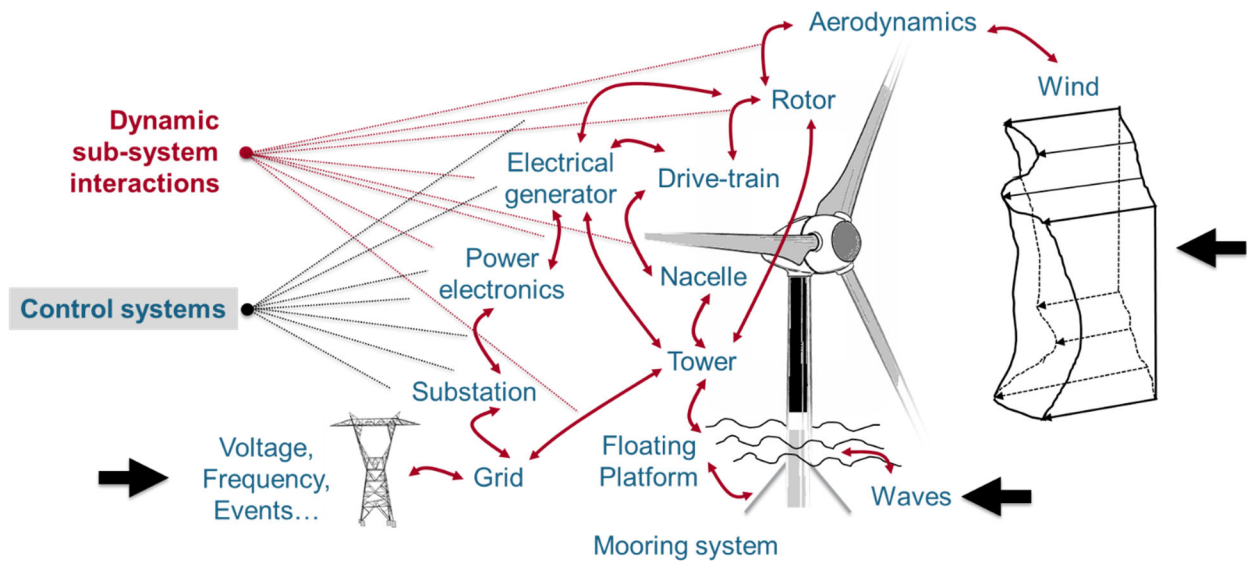 Aerodynamics
Wind
Rotor
Dynamic
sub-system
interactions
Electrical
generator
Drive-train
Power
electronics
Nacelle
Control systems
Tower
Substation
Voltage,
Frequency,
Events…
Grid
Floating
Platform
Waves
Mooring system